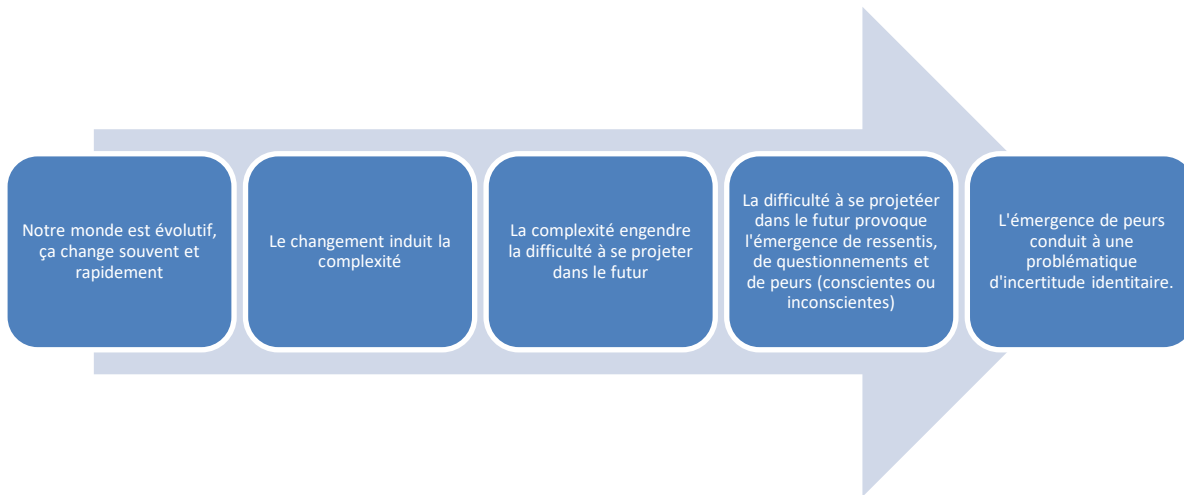 Notre monde est évolutif,
ça change souvent et
rapidement
Le changement induit la
complexité
La complexité engendre
la difficulté à se projeter
dans le futur
La difficulté à se projetéer
dans le futur provoque
l'émergence de ressentis,
de questionnements et
de peurs (conscientes ou
inconscientes)
L'émergence de peurs
conduit à une
problématique
d'incertitude identitaire.